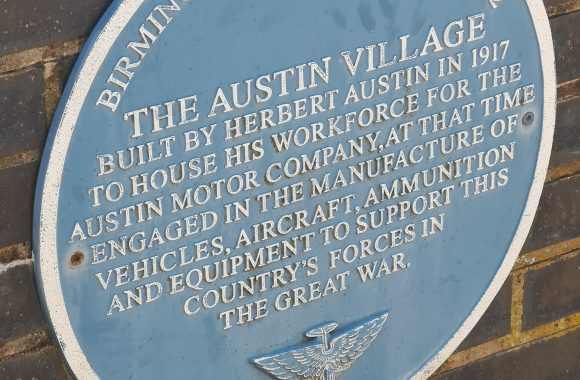 THE AUSTIN VILLAGE
BUILT BY HERBERT AUSTIN IN 1917
TO HOUSE HIS WORKFORCE FOR THE
AUSTIN MOTOR COMPANY, AT THAT TIME
ENGAGED IN THE MANUFACTURE OF
VEHICLES, AIRCRAFT, AMMUNITION
AND EQUIPMENT TO SUPPORT THIS
COUNTRY'S FORCES IN
THE GREAT WAR.